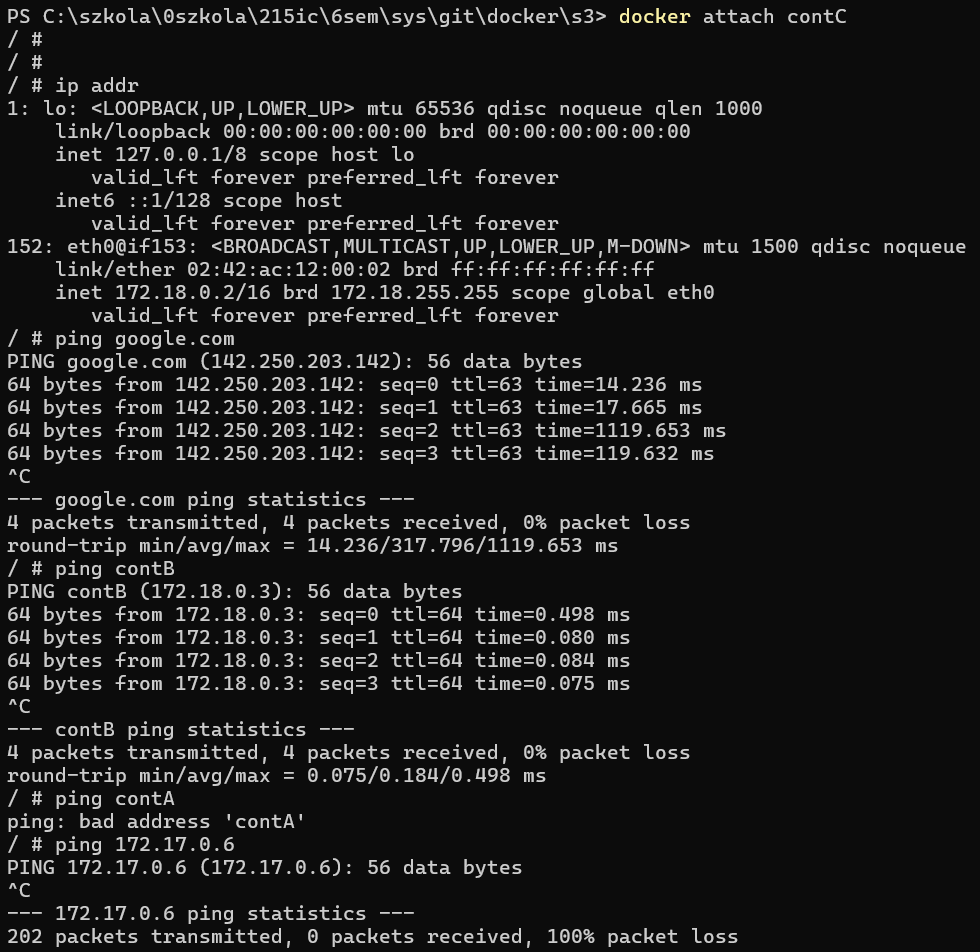 PS C:\szkola\0szkola\215ic\6sem\sys\git\docker\s3> docker attach contC
/ #
/ #
/ # ip addr
1: lo: <LOOPBACK,UP,LOWER_UP> mtu 65536 qdisc noqueue qlen 1000
    link/loopback 00:00:00:00:00:00 brd 00:00:00:00:00:00
    inet 127.0.0.1/8 scope host lo
       valid_lft forever preferred_lft forever
    inet6 ::1/128 scope host
       valid_lft forever preferred_lft forever
152: eth0@if153: <BROADCAST,MULTICAST,UP,LOWER_UP,M-DOWN> mtu 1500 qdisc noqueue
    link/ether 02:42:ac:12:00:02 brd ff:ff:ff:ff:ff:ff
    inet 172.18.0.2/16 brd 172.18.255.255 scope global eth0
       valid_lft forever preferred_lft forever
/ # ping google.com
PING google.com (142.250.203.142): 56 data bytes
64 bytes from 142.250.203.142: seq=0 ttl=63 time=14.236 ms
64 bytes from 142.250.203.142: seq=1 ttl=63 time=17.665 ms
64 bytes from 142.250.203.142: seq=2 ttl=63 time=1119.653 ms
64 bytes from 142.250.203.142: seq=3 ttl=63 time=119.632 ms
^C
--- google.com ping statistics ---
4 packets transmitted, 4 packets received, 0% packet loss
round-trip min/avg/max = 14.236/317.796/1119.653 ms
/ # ping contB
PING contB (172.18.0.3): 56 data bytes
64 bytes from 172.18.0.3: seq=0 ttl=64 time=0.498 ms
64 bytes from 172.18.0.3: seq=1 ttl=64 time=0.080 ms
64 bytes from 172.18.0.3: seq=2 ttl=64 time=0.084 ms
64 bytes from 172.18.0.3: seq=3 ttl=64 time=0.075 ms
^C
--- contB ping statistics ---
4 packets transmitted, 4 packets received, 0% packet loss
round-trip min/avg/max = 0.075/0.184/0.498 ms
/ # ping contA
ping: bad address 'contA'
/ # ping 172.17.0.6
PING 172.17.0.6 (172.17.0.6): 56 data bytes
^C
--- 172.17.0.6 ping statistics ---
202 packets transmitted, 0 packets received, 100% packet loss